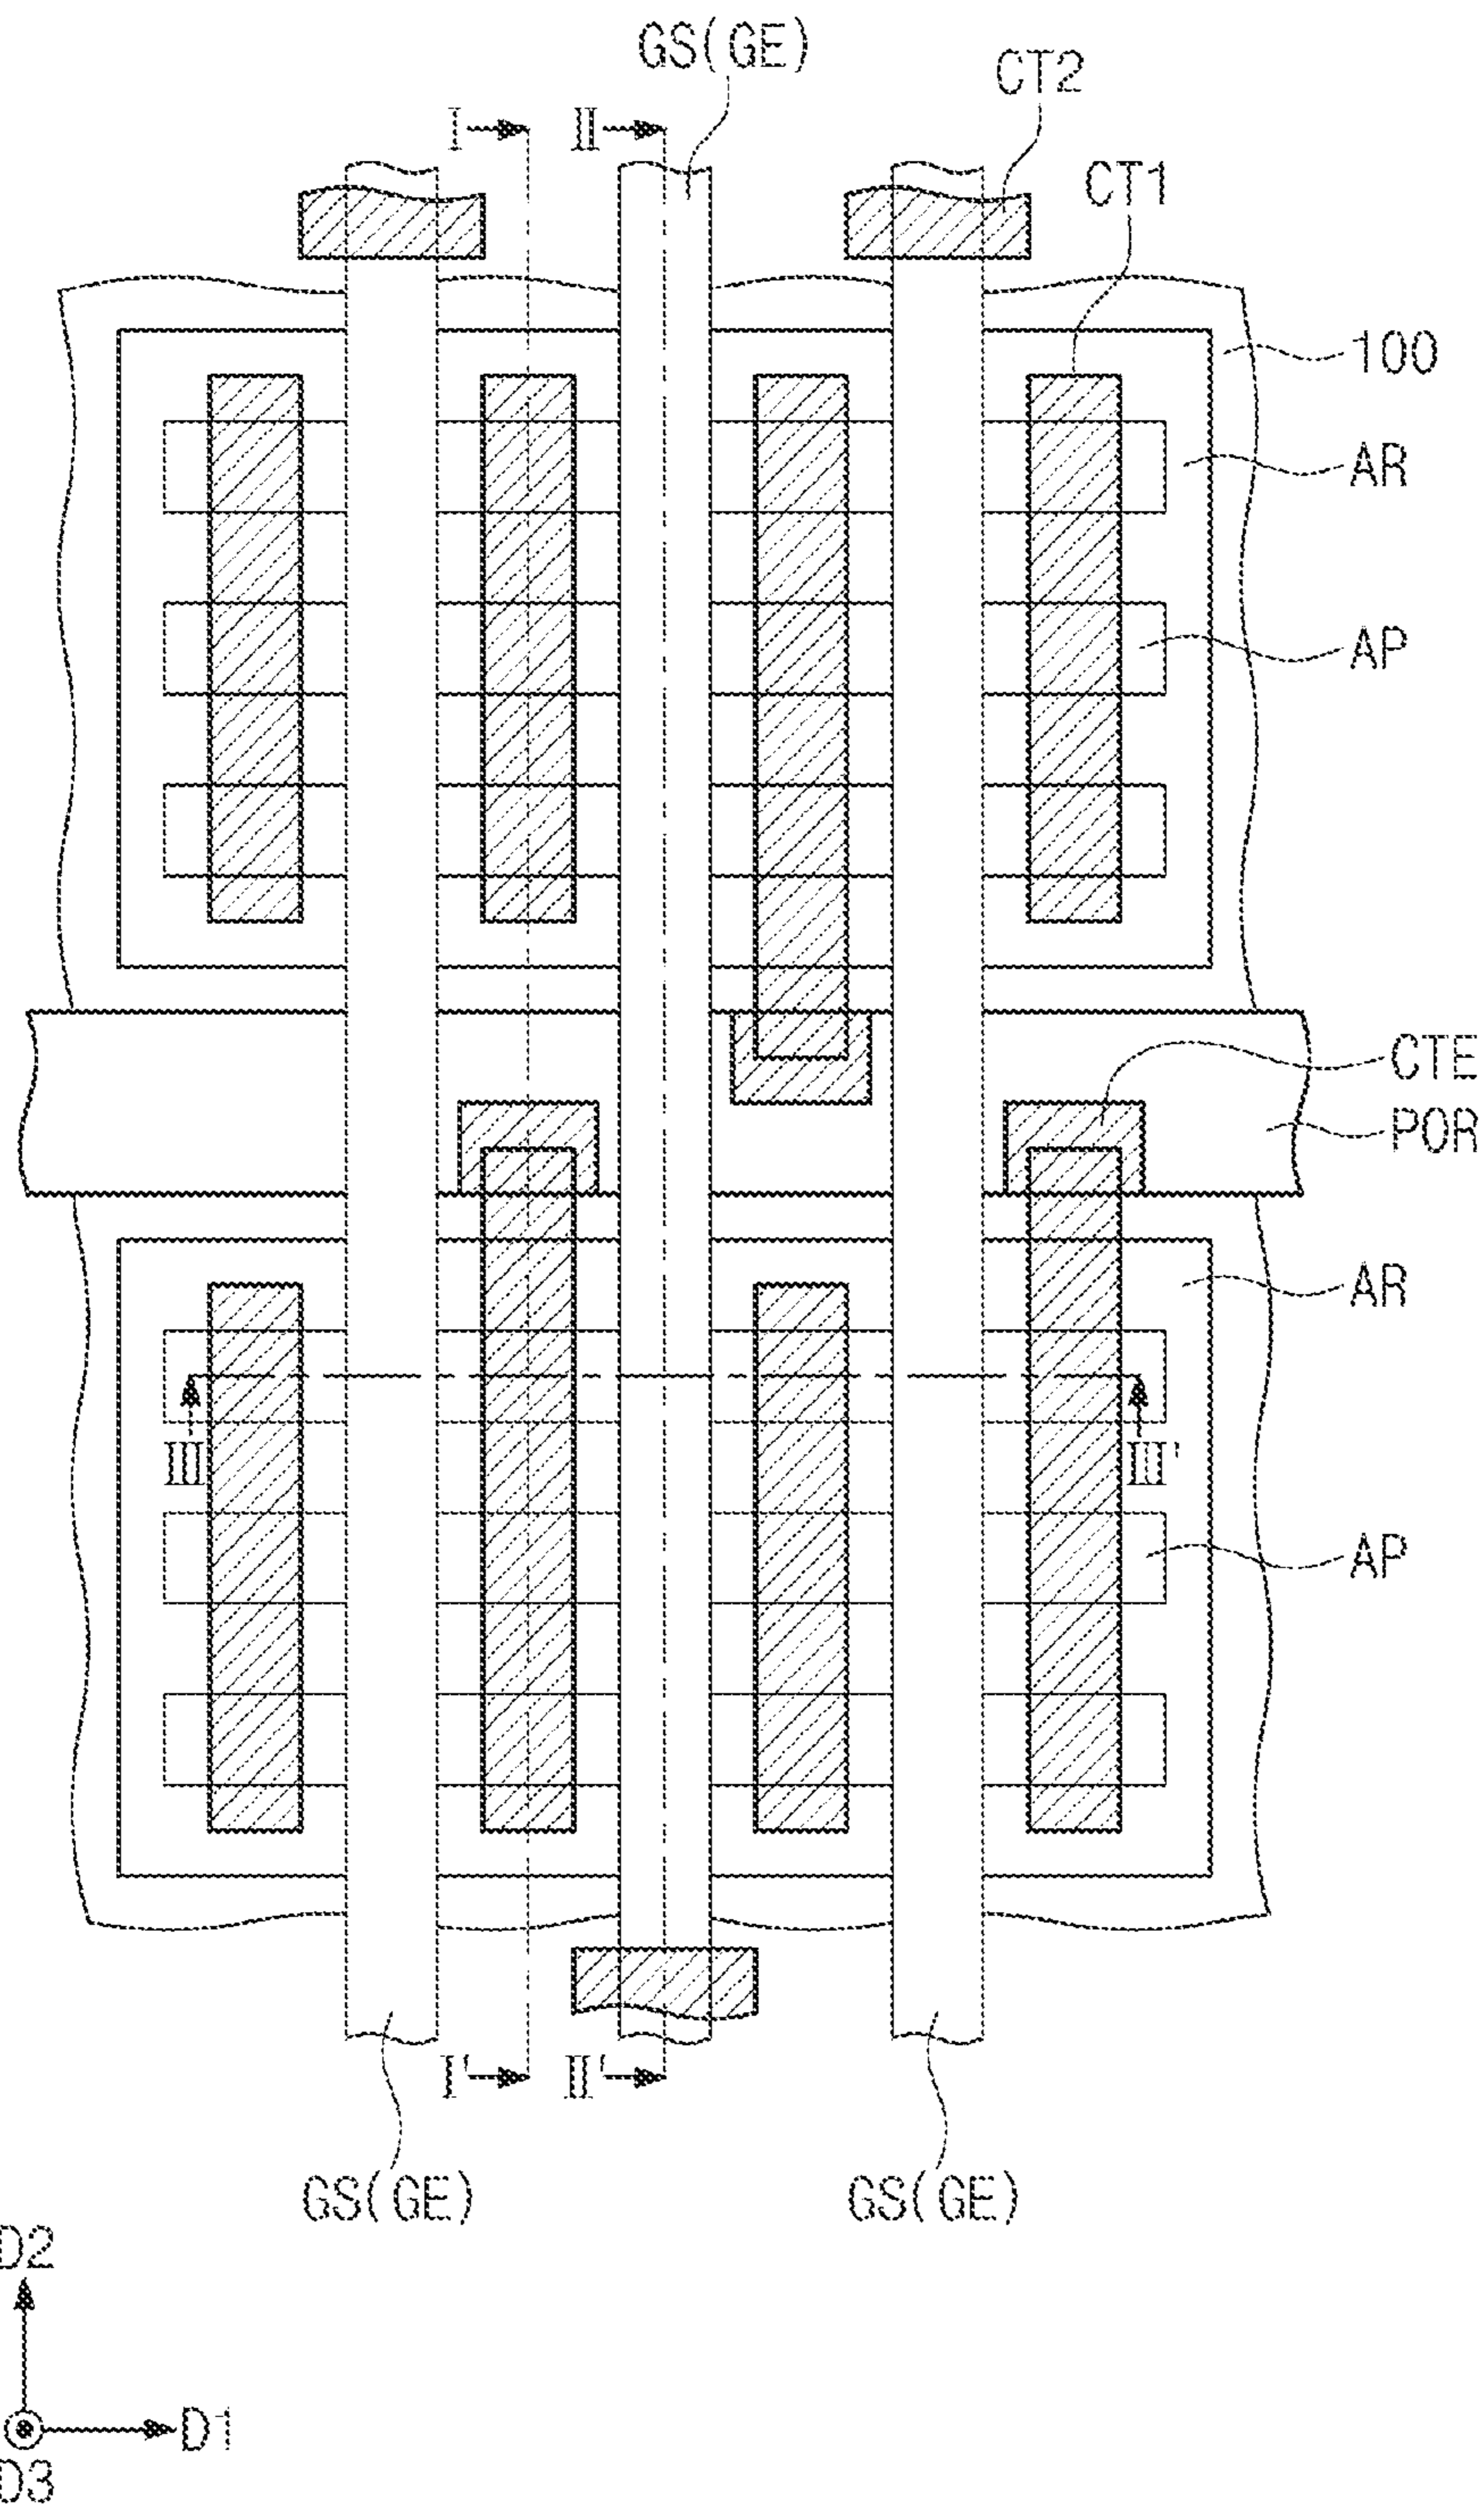 GS(GE)
CT2
I
II
CT1
100
AR
AP
CTE
POR
AR
III
III'
AP
I'
II'
GS(GE)
GS(GE)
D2
D1
D3